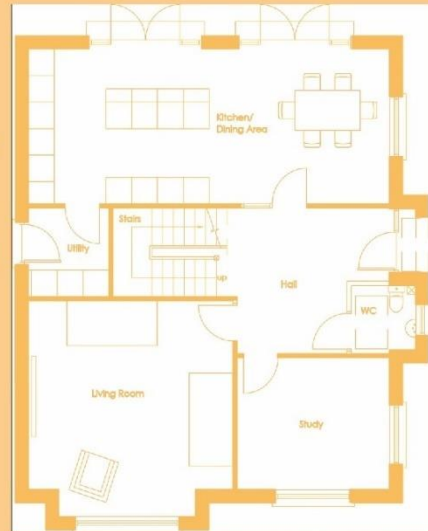 Kitchen/
Dining Area
Stairs
Utility
Hall
WC
Living Room
Study